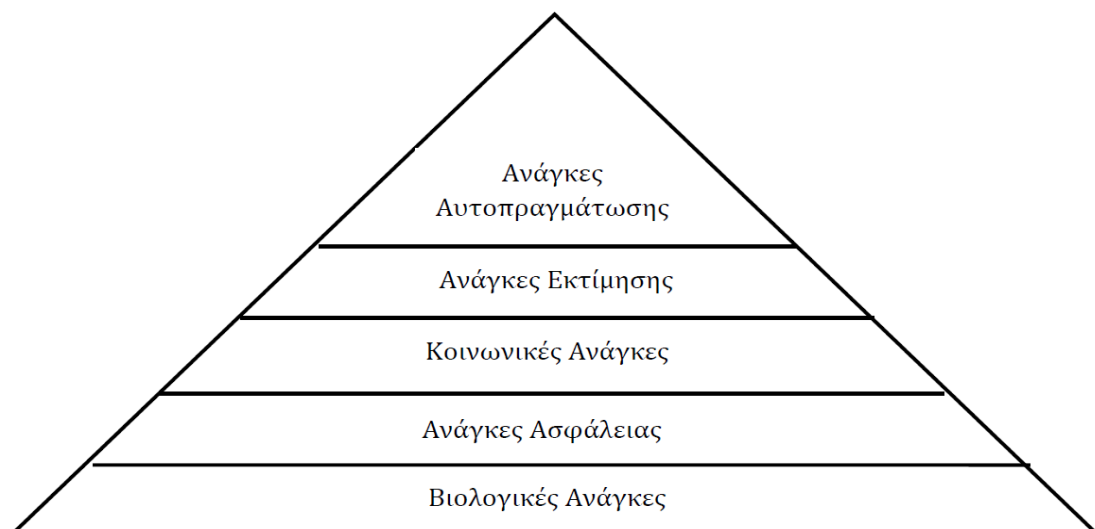 Ανάγκες
Αυτοπραγμάτωσης
Ανάγκες Εκτίμησης
Κοινωνικές Ανάγκες
Ανάγκες Ασφάλειας
Βιολογικές Ανάγκες